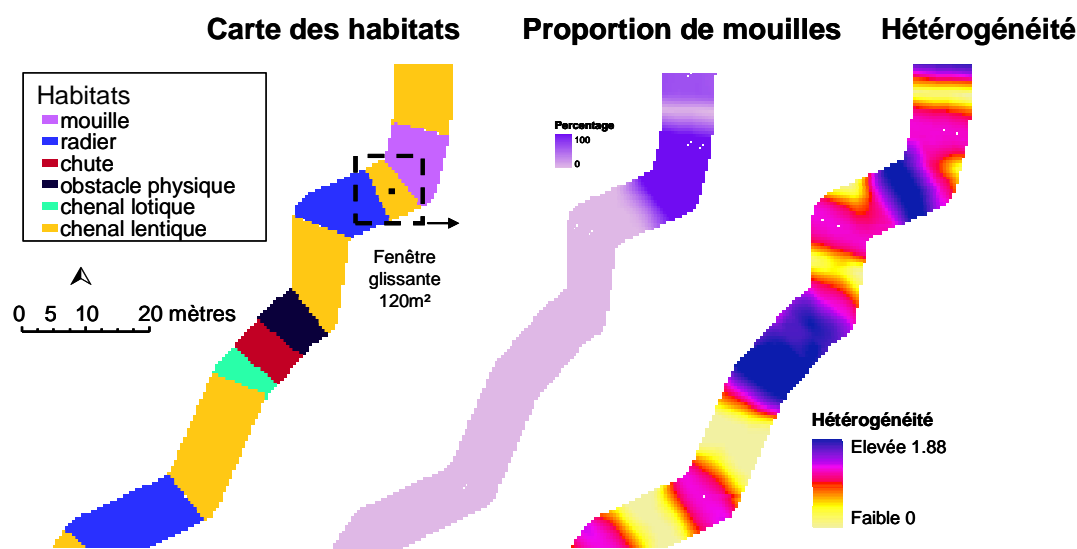 Carte des habitats
Proportion de mouilles
Hétérogénéité
Habitats
mouille
radier
chute
obstacle physique
chenal lotique
chenal lentique
Fenêtre
glissante
120m²
0 5 10 20 mètres
Percentage
100
0
Hétérogénéité
Elevée 1.88
Faible 0